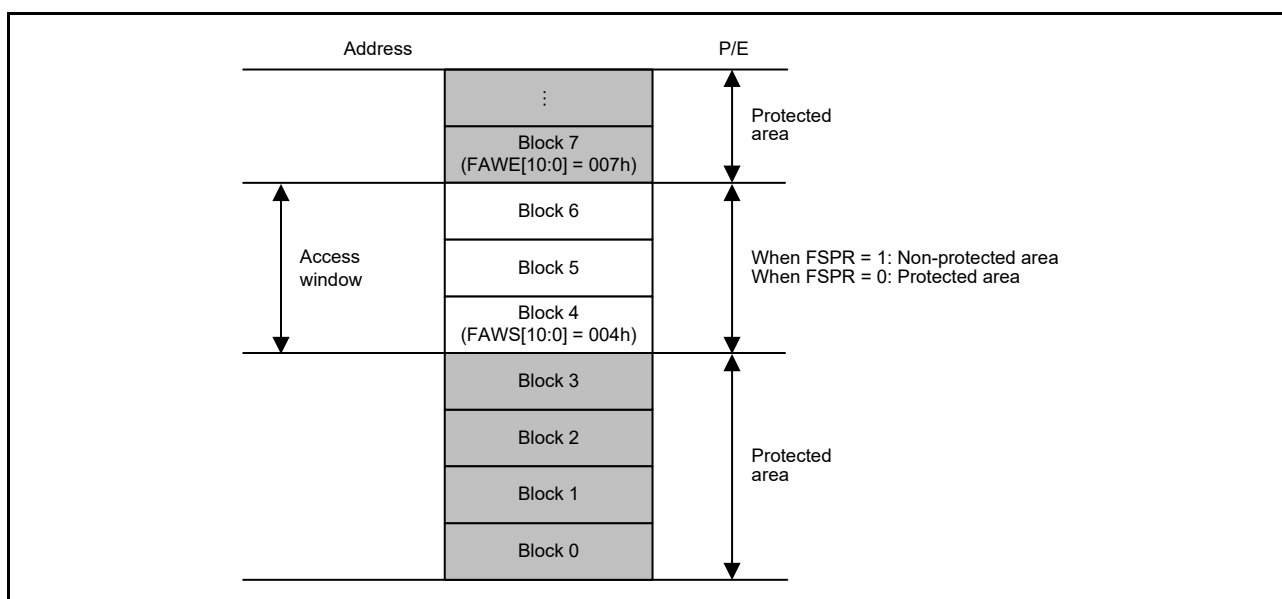 Address
P/E
⋮
Block 7
(FAWE[10:0] = 007h)
Protected
area
Block 6
Block 5
Block 4
(FAWS[10:0] = 004h)
Access
window
When FSPR = 1: Non-protected area
When FSPR = 0: Protected area
Block 3
Block 2
Block 1
Block 0
Protected
area